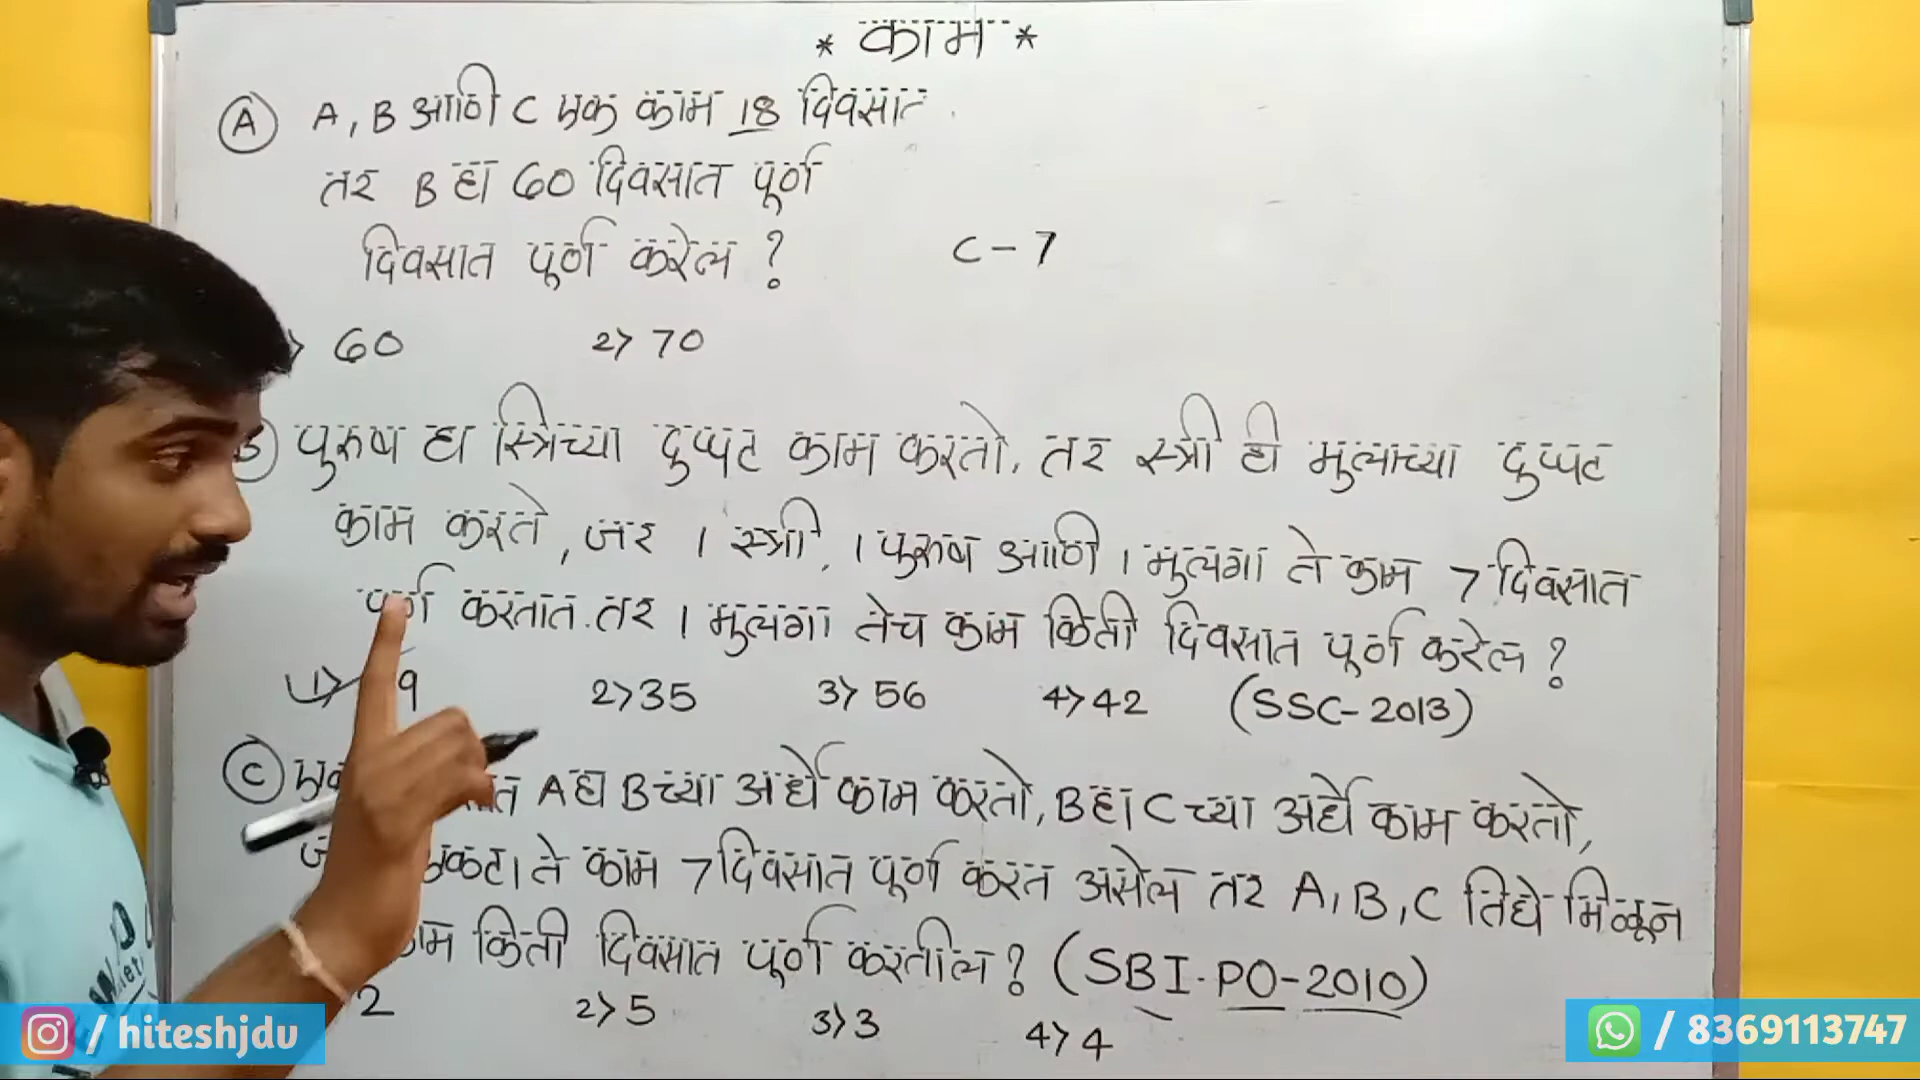 * काम *
A A, B आणि C एक काम 18 दिवसात
तर B हा 60 दिवसात पूर्ण
दिवसात पूर्ण करेल ?
C - 7
60 2> 70
पुरुष हा स्त्रिच्या दुप्पट काम करतो. तर स्त्री ही मुलाच्या दुप्पट
काम करते, जर 1 स्त्री, 1 पुरुष आणि 1 मुलगा ते काम 7 दिवसात
पूर्ण करतात. तर 1 मुलगा तेच काम किती दिवसात पूर्ण करेल ?
1> 9 2> 35 3> 56 4> 42 (SSC-2013)
C A हा B च्या अर्धे काम करतो, B हा C च्या अर्धे काम करतो,
एकटा ते काम 7 दिवसात पूर्ण करत असेल तर A, B, C तिघे मिळून
किती दिवसात पूर्ण करतील ? (SBI-PO-2010)
2 2> 5 3> 3 4> 4
/ hiteshjdu
/ 8369113747